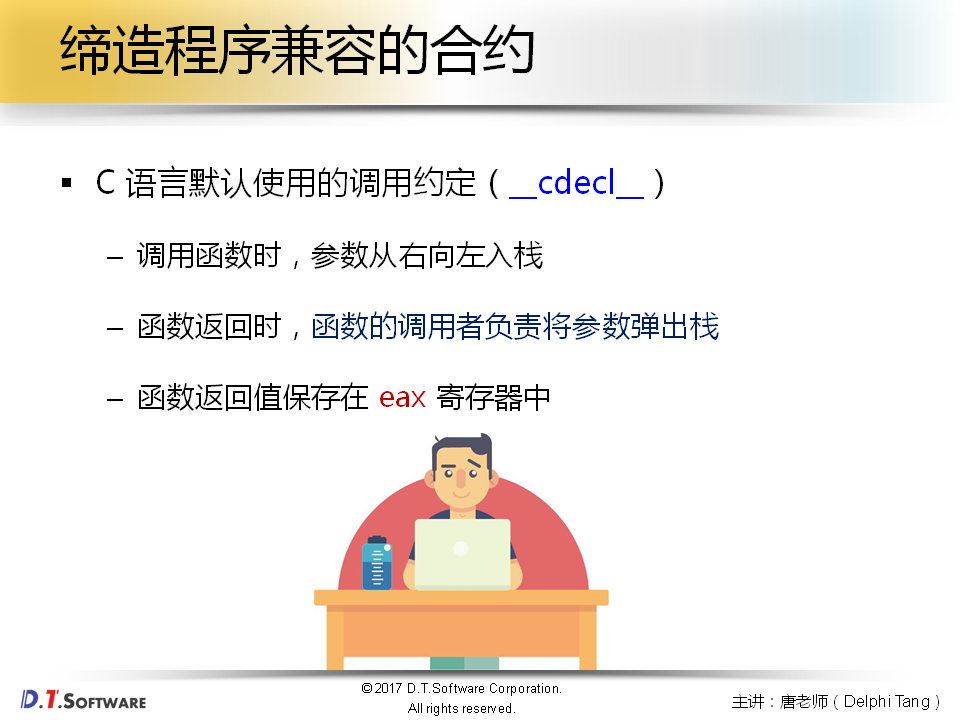 缔造程序兼容的合约
▪ C 语言默认使用的调用约定（__cdecl__）
– 调用函数时，参数从右向左入栈
– 函数返回时，函数的调用者负责将参数弹出栈
– 函数返回值保存在 eax 寄存器中
D.T.SOFTWARE
©2017 D.T.Software Corporation.
All rights reserved.
主讲：唐老师（Delphi Tang）